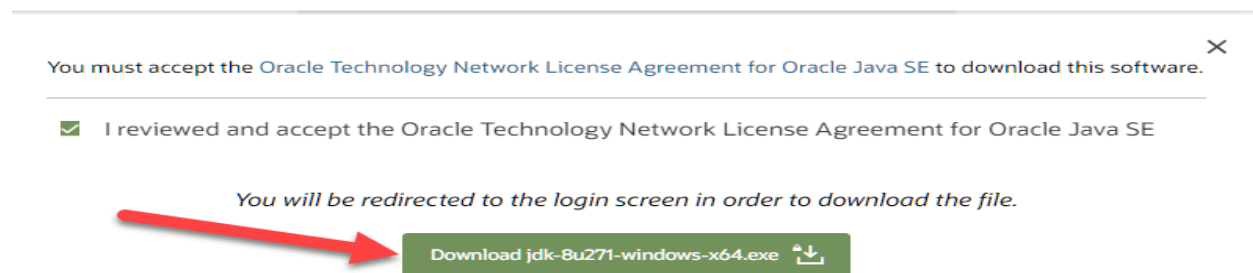 You must accept the Oracle Technology Network License Agreement for Oracle Java SE to download this software.
I reviewed and accept the Oracle Technology Network License Agreement for Oracle Java SE
You will be redirected to the login screen in order to download the file.
Download jdk-8u271-windows-x64.exe